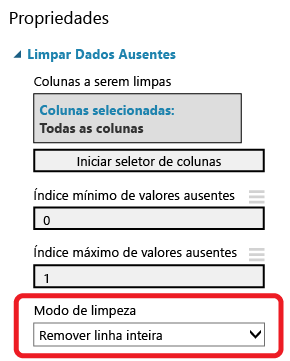 Propriedades
Limpar Dados Ausentes
Colunas a serem limpas
Colunas selecionadas:
Todas as colunas
Iniciar seletor de colunas
Índice mínimo de valores ausentes
0
Índice máximo de valores ausentes
1
Modo de limpeza
Remover linha inteira